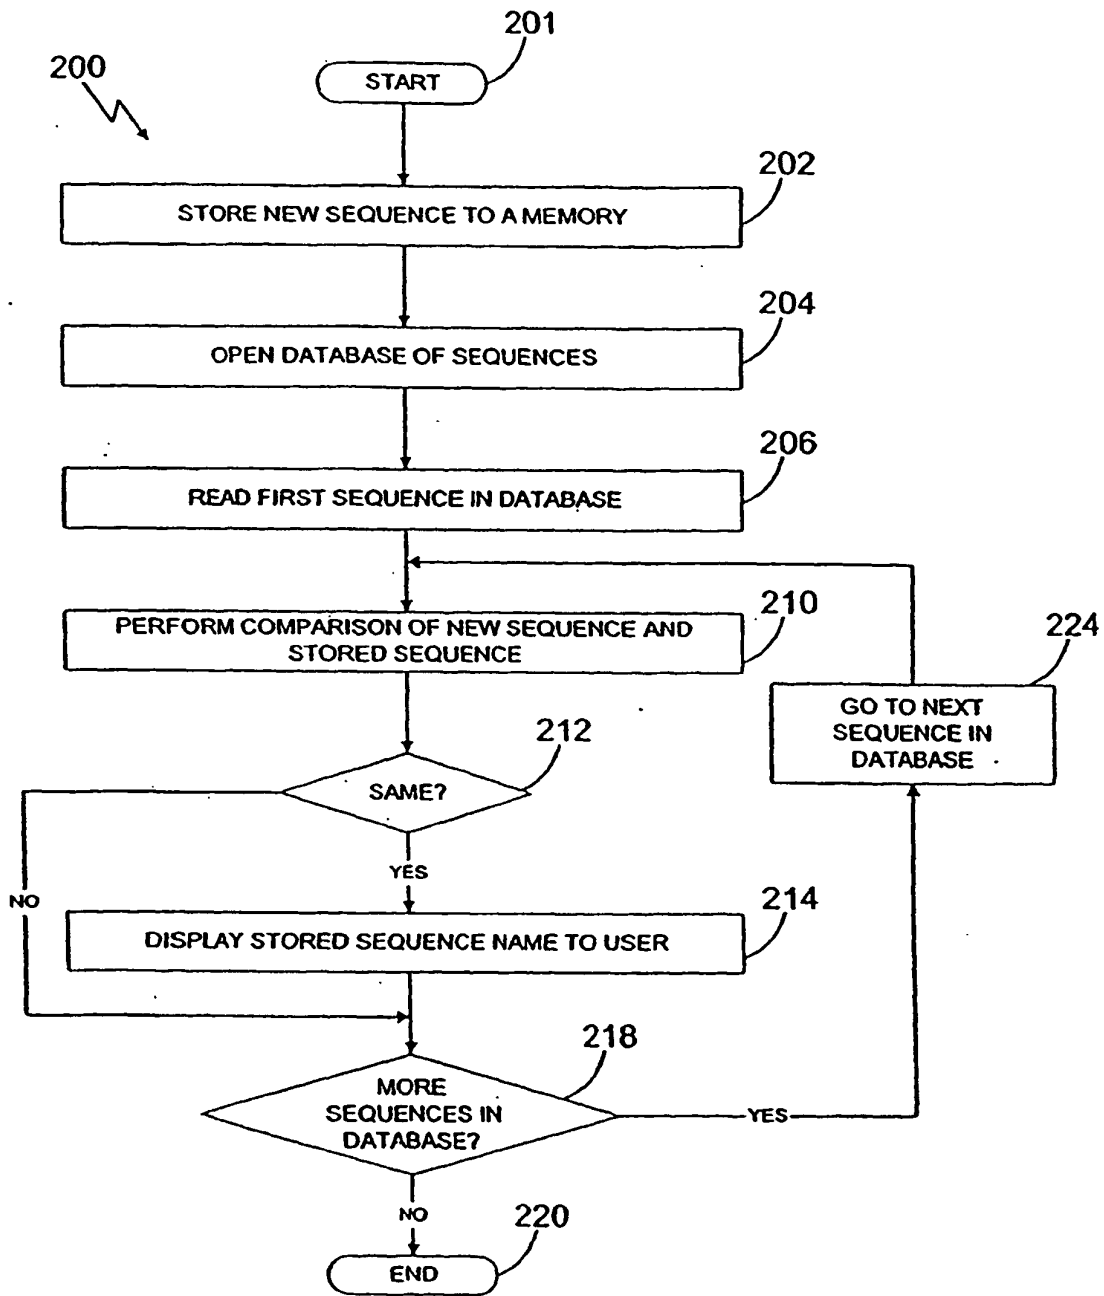 201
200
START
202
STORE NEW SEQUENCE TO A MEMORY
204
OPEN DATABASE OF SEQUENCES
206
READ FIRST SEQUENCE IN DATABASE
210
PERFORM COMPARISON OF NEW SEQUENCE AND
STORED SEQUENCE
224
GO TO NEXT
SEQUENCE IN
DATABASE
212
SAME?
YES
NO
214
DISPLAY STORED SEQUENCE NAME TO USER
218
MORE
SEQUENCES IN
DATABASE?
YES
NO
220
END